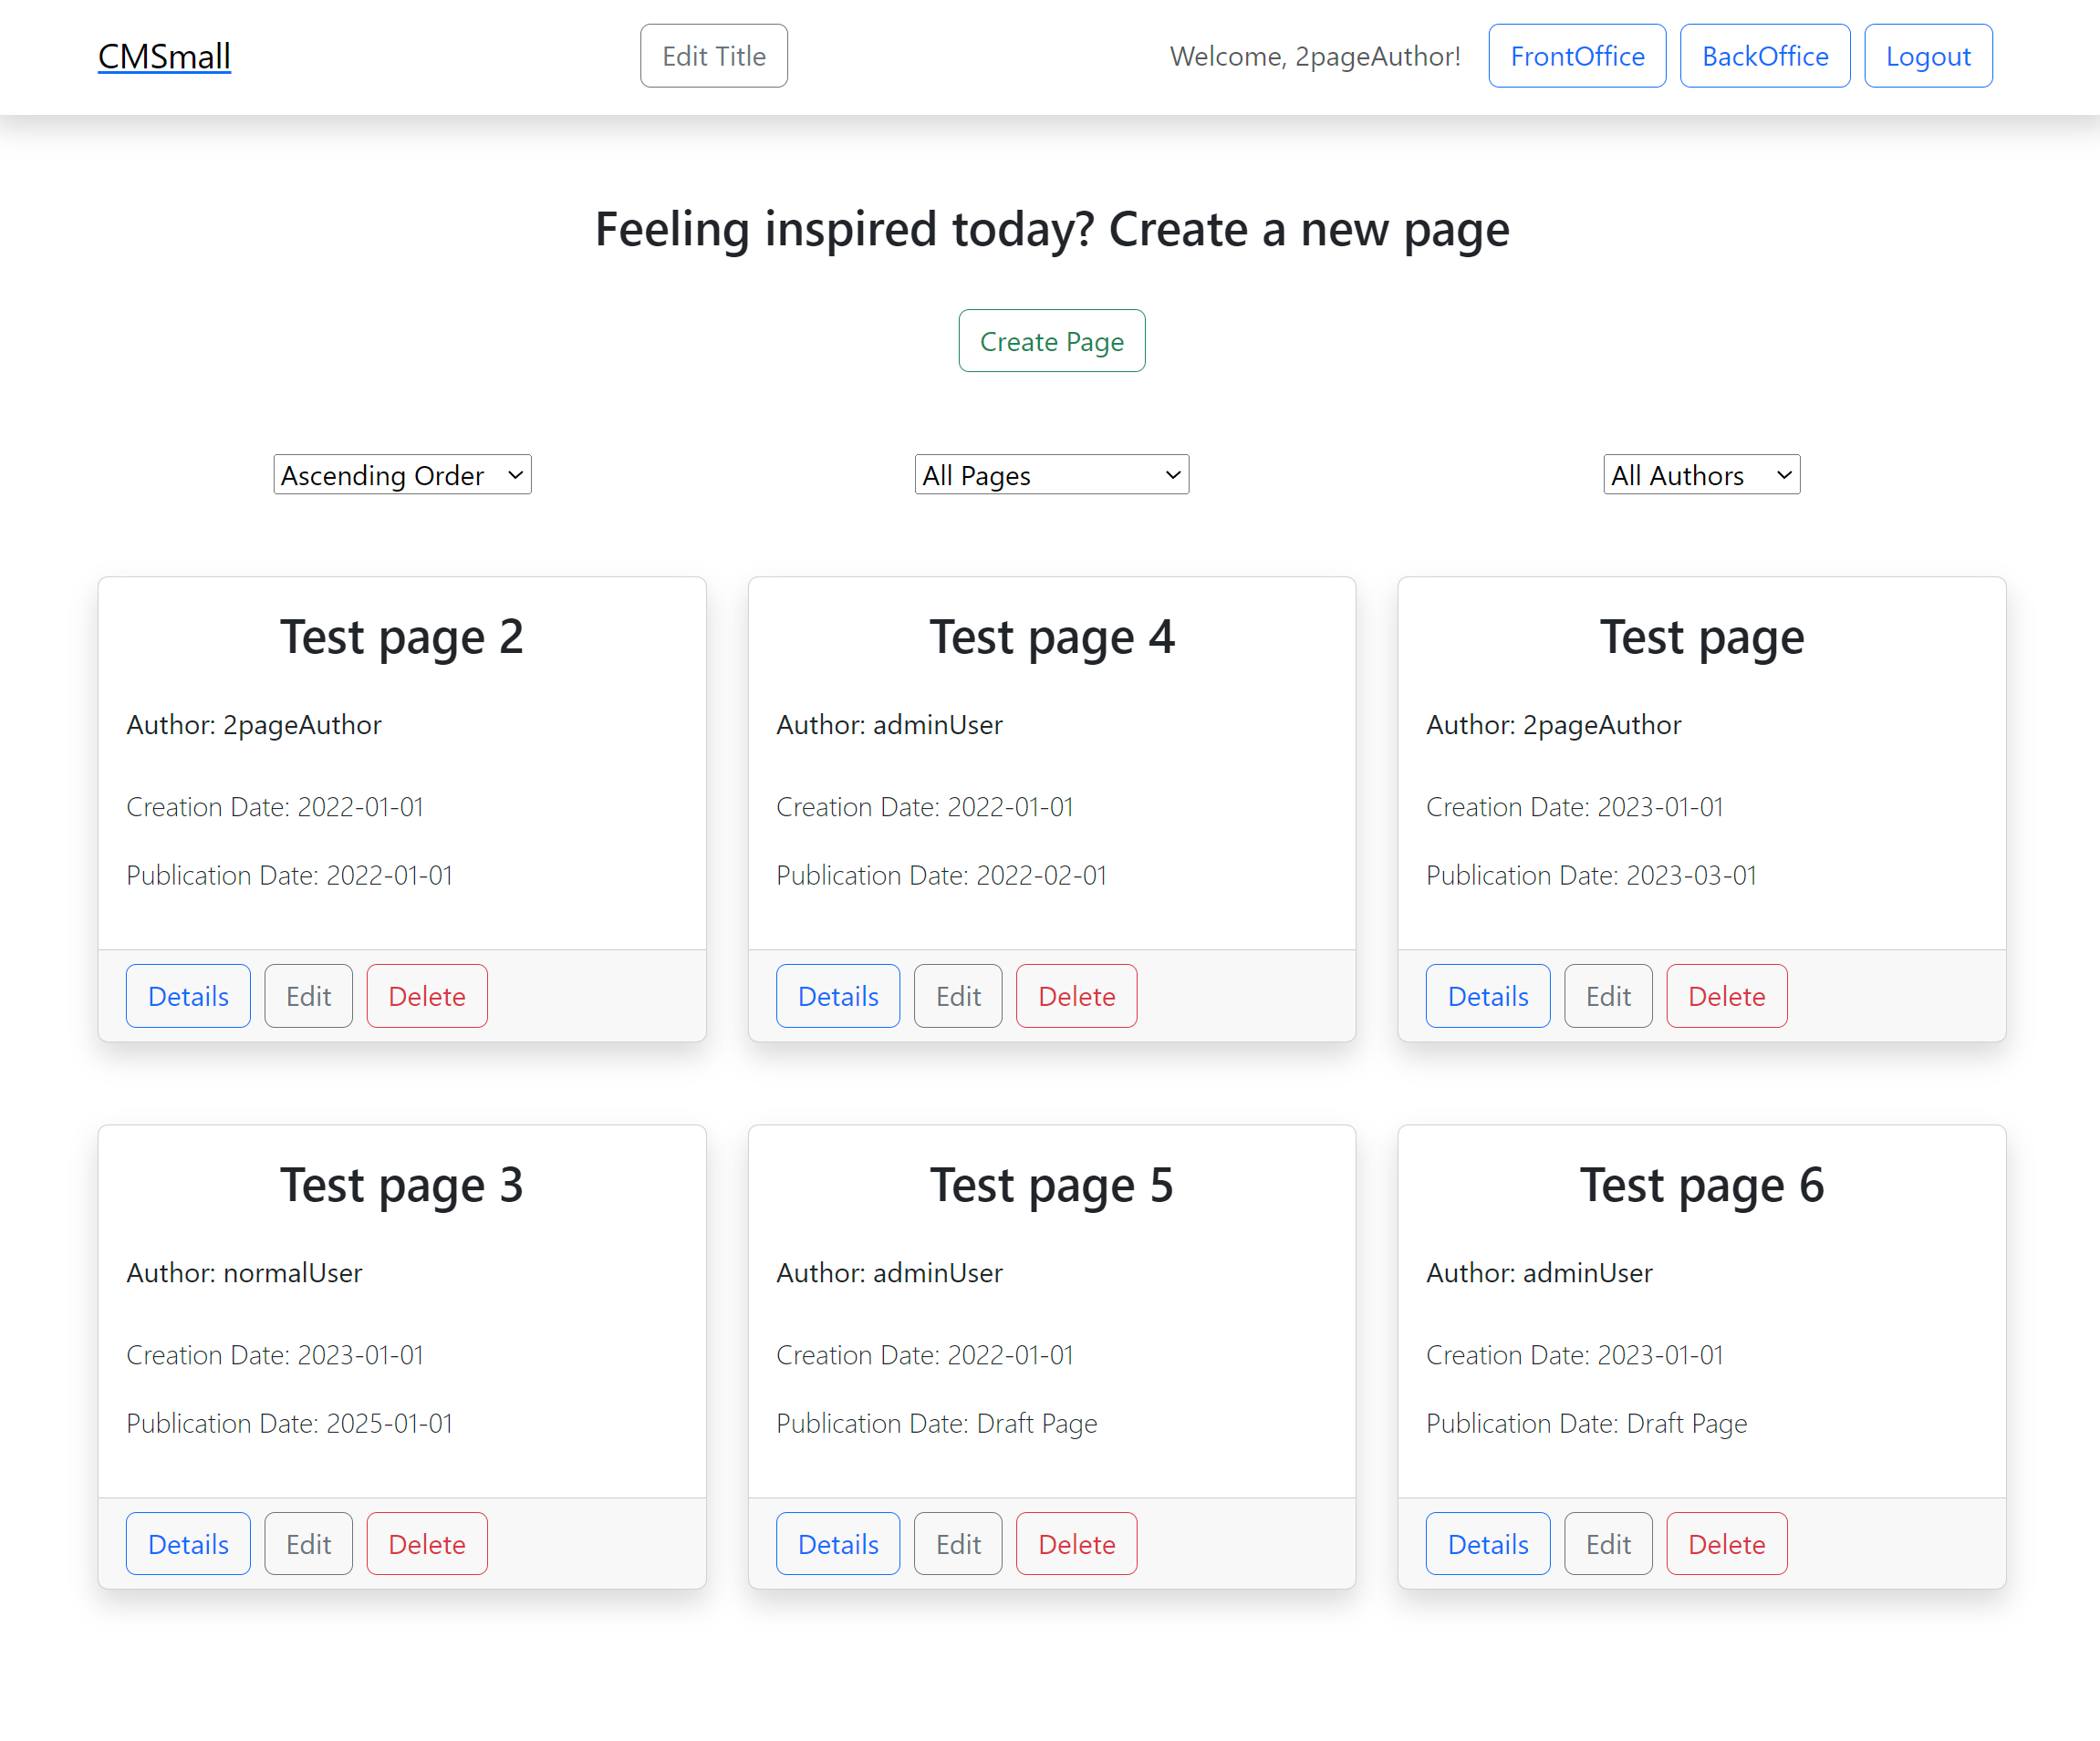 CMSmall
Edit Title
Welcome, 2pageAuthor!
FrontOffice
BackOffice
Logout
Feeling inspired today? Create a new page
Create Page
Ascending Order
All Pages
All Authors
Test page 2
Author: 2pageAuthor
Creation Date: 2022-01-01
Publication Date: 2022-01-01
Details
Edit
Delete
Test page 4
Author: adminUser
Creation Date: 2022-01-01
Publication Date: 2022-02-01
Details
Edit
Delete
Test page
Author: 2pageAuthor
Creation Date: 2023-01-01
Publication Date: 2023-03-01
Details
Edit
Delete
Test page 3
Author: normalUser
Creation Date: 2023-01-01
Publication Date: 2025-01-01
Details
Edit
Delete
Test page 5
Author: adminUser
Creation Date: 2022-01-01
Publication Date: Draft Page
Details
Edit
Delete
Test page 6
Author: adminUser
Creation Date: 2023-01-01
Publication Date: Draft Page
Details
Edit
Delete